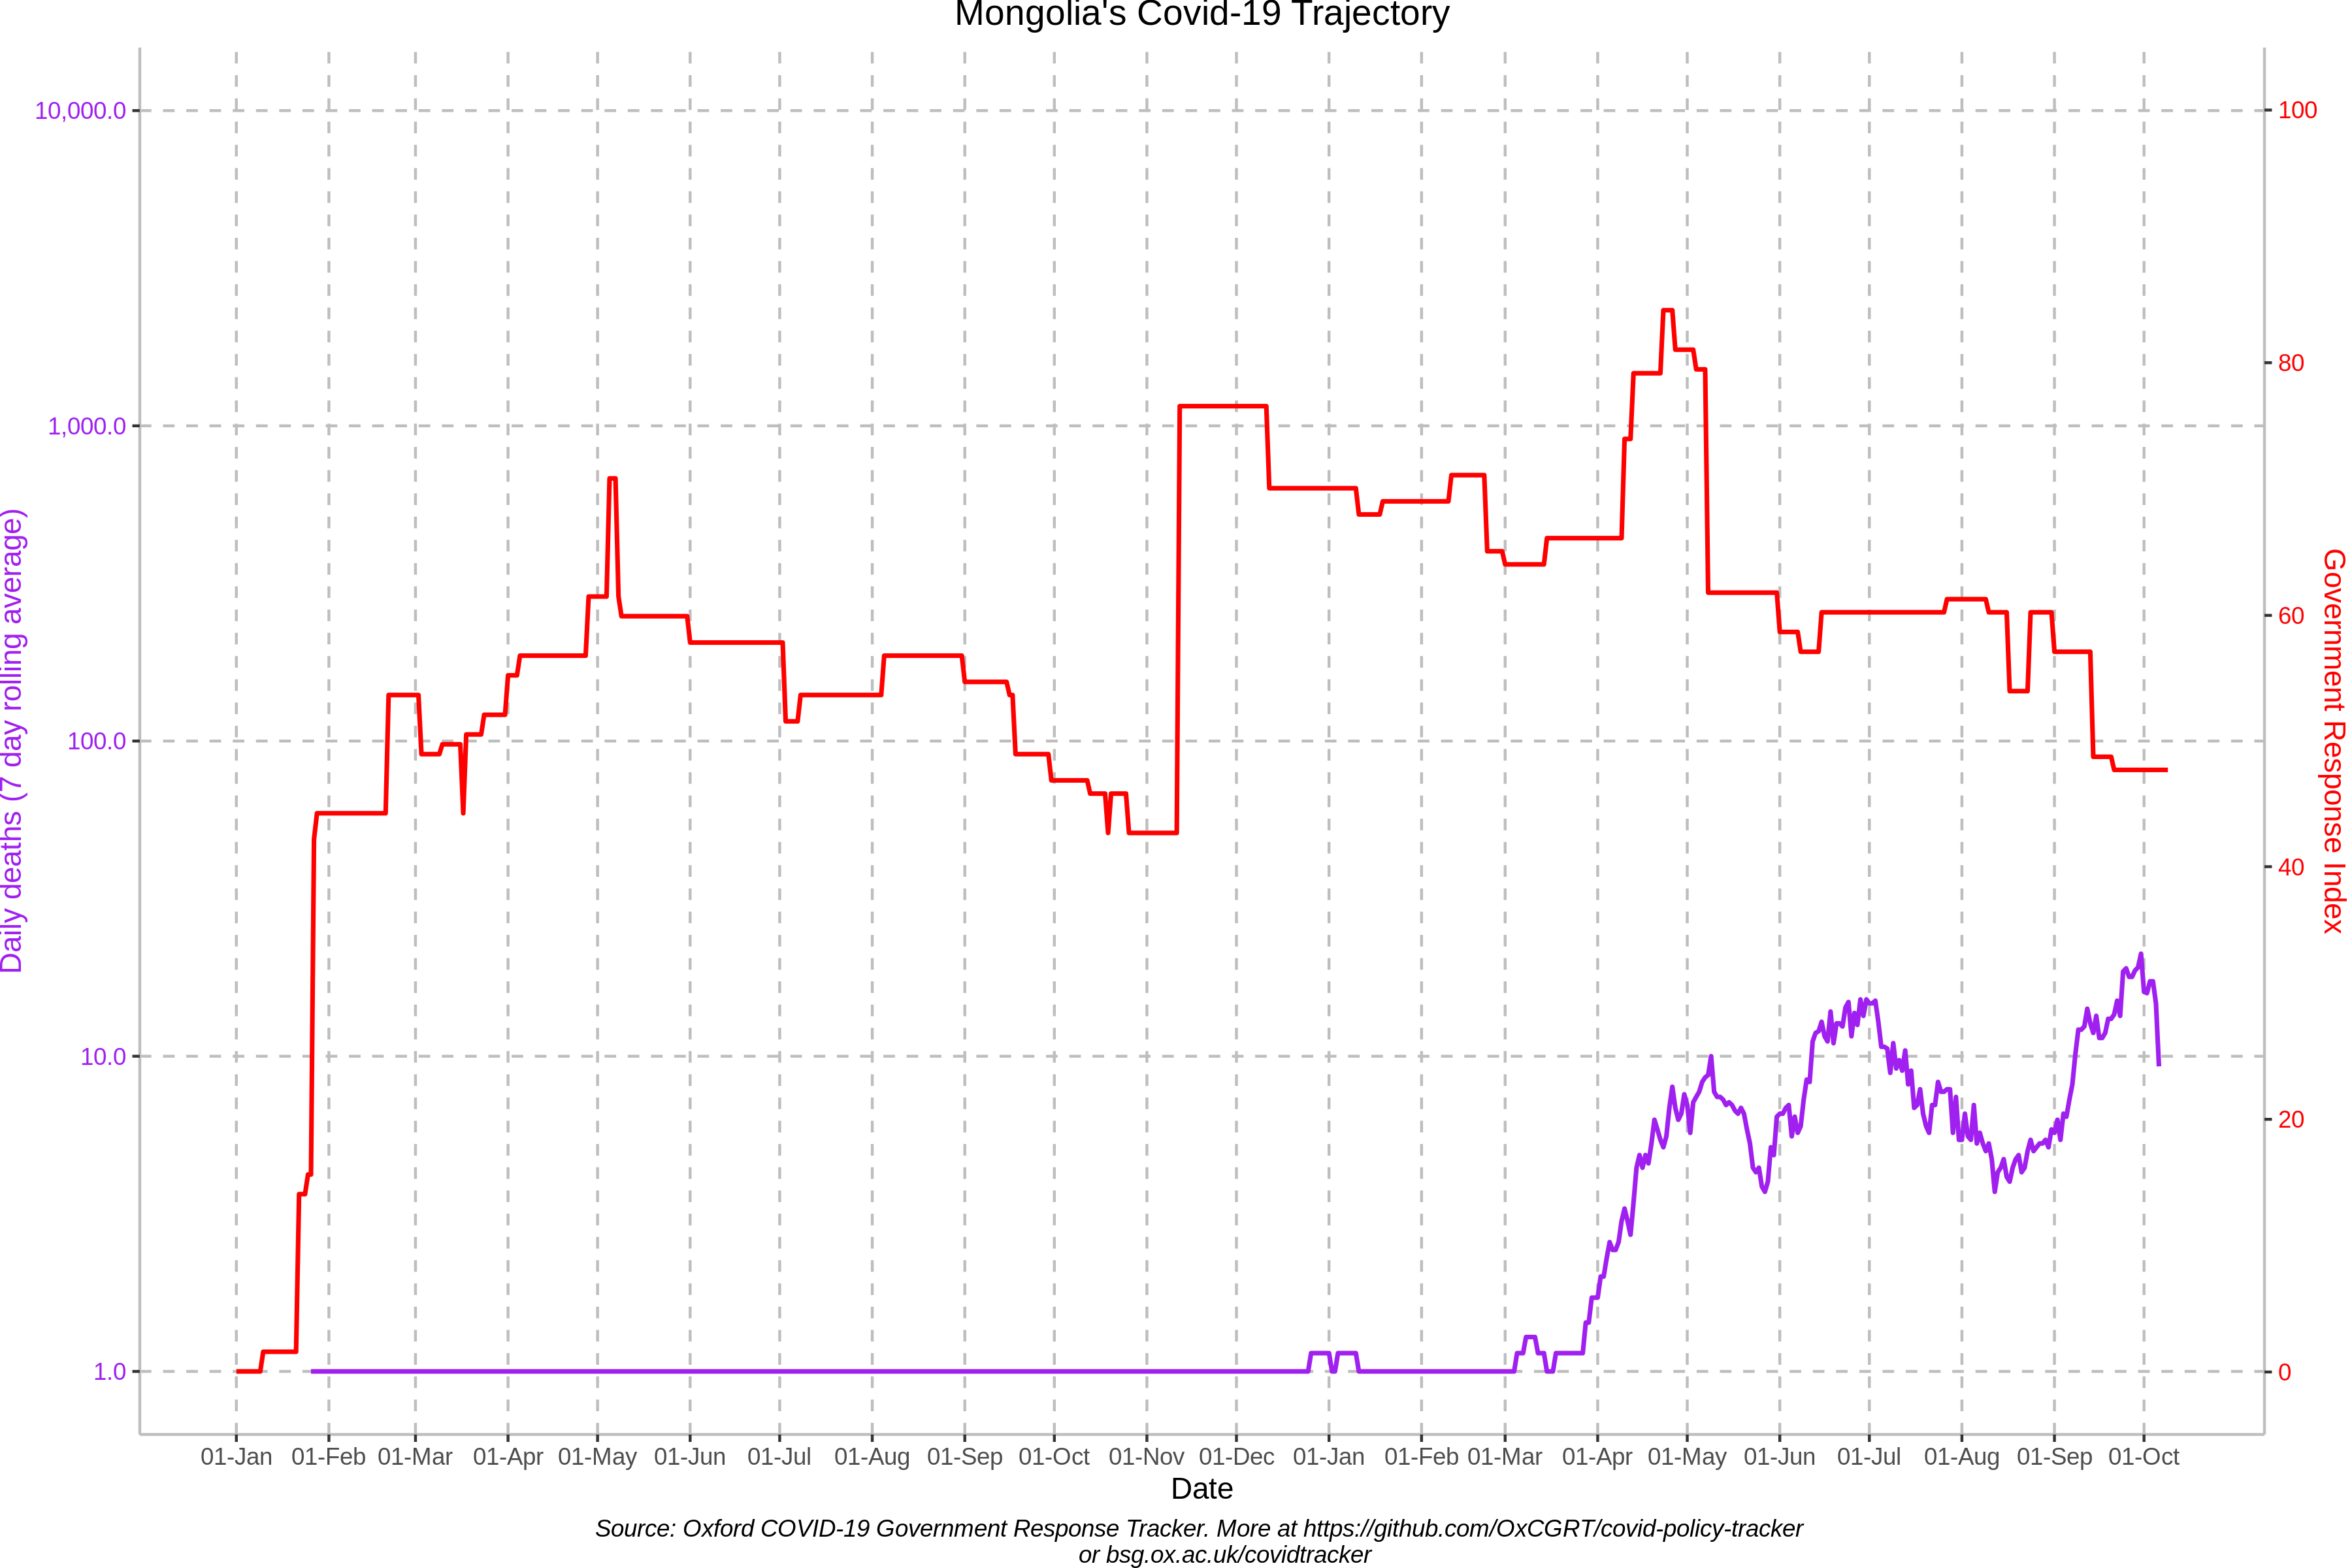 Mongolia's Covid-19 Trajectory
10,000.0
1,000.0
100.0
10.0
1.0
Daily deaths (7 day rolling average)
100
80
60
40
20
0
Government Response Index
01-Jan 01-Feb 01-Mar 01-Apr 01-May 01-Jun 01-Jul 01-Aug 01-Sep 01-Oct 01-Nov 01-Dec 01-Jan 01-Feb 01-Mar 01-Apr 01-May 01-Jun 01-Jul 01-Aug 01-Sep 01-Oct
Date
Source: Oxford COVID-19 Government Response Tracker. More at https://github.com/OxCGRT/covid-policy-tracker
or bsg.ox.ac.uk/covidtracker